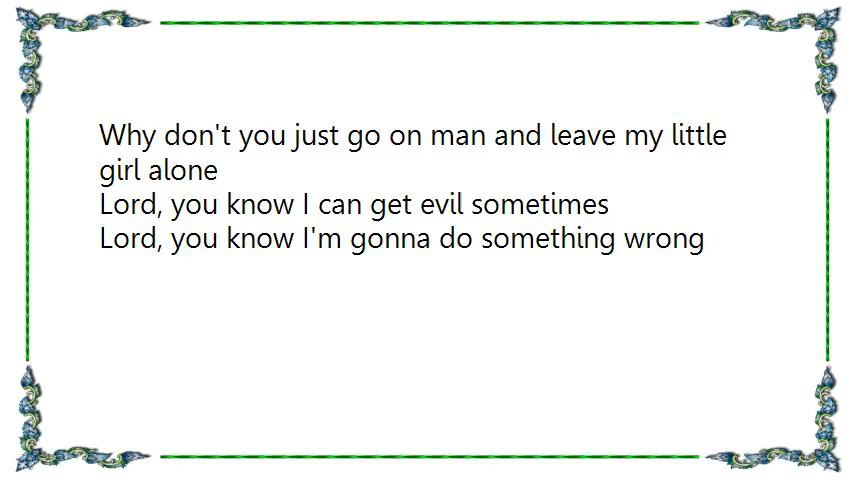 Why don't you just go on man and leave my little
girl alone
Lord, you know I can get evil sometimes
Lord, you know I'm gonna do something wrong